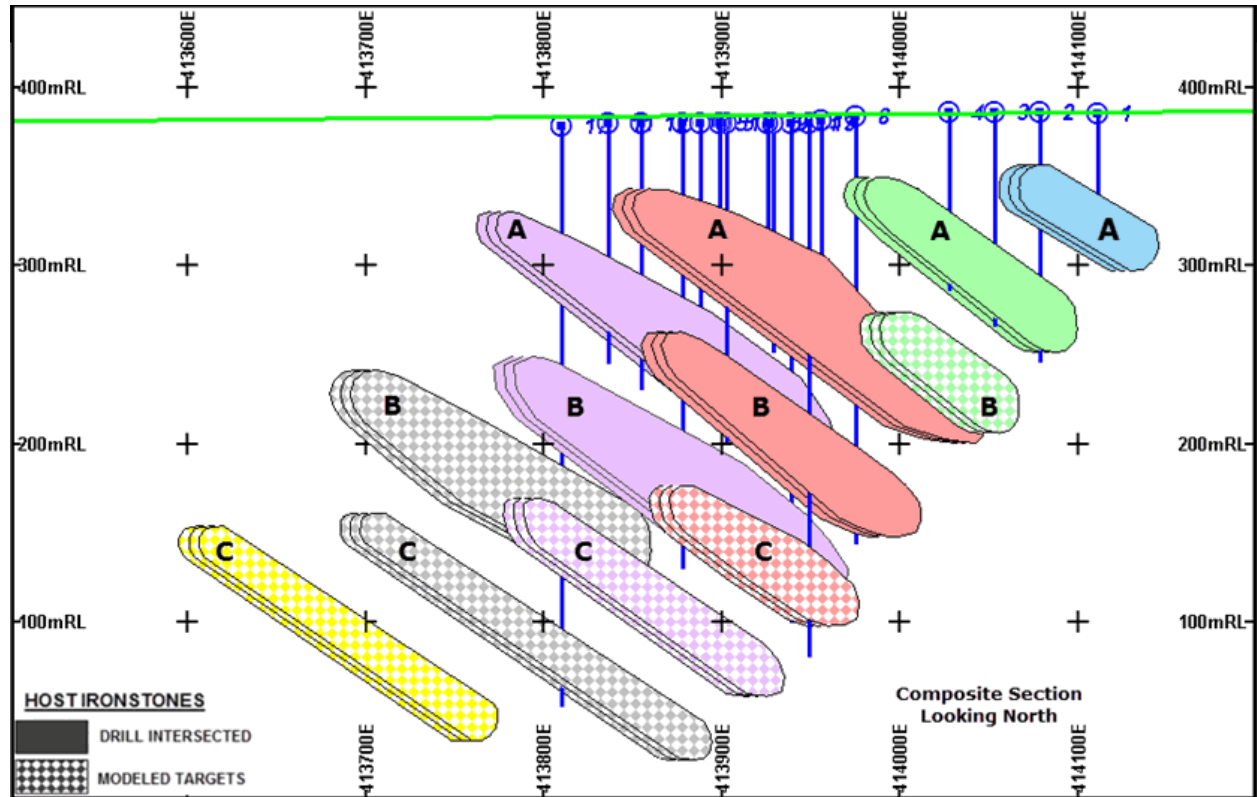 413600E
413700E
413800E
413900E
414000E
414100E
400mRL
400mRL
4
3
2
1
8
A
A
A
A
300mRL
300mRL
B
B
B
B
200mRL
200mRL
C
C
C
C
100mRL
100mRL
HOST IRONSTONES
DRILL INTERSECTED
MODELED TARGETS
Composite Section
Looking North
413700E
413800E
413900E
414000E
414100E